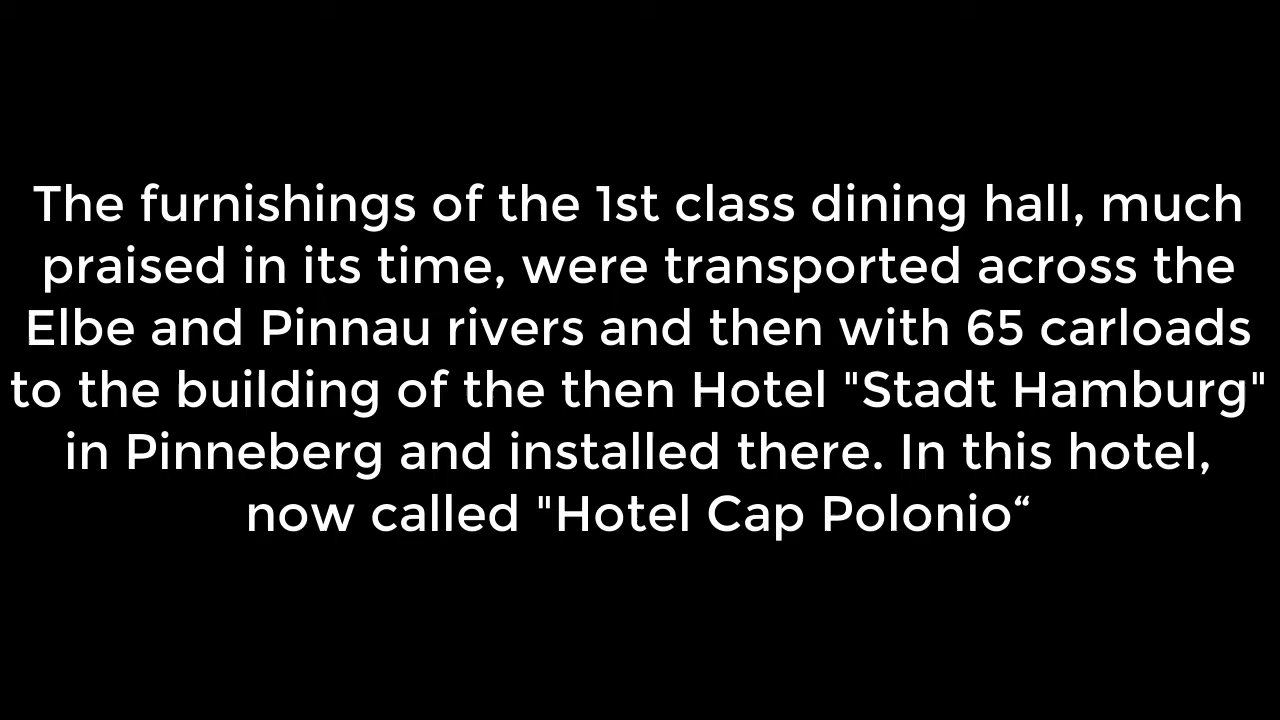 The furnishings of the 1st class dining hall, much
praised in its time, were transported across the
Elbe and Pinnau rivers and then with 65 carloads
to the building of the then Hotel "Stadt Hamburg"
in Pinneberg and installed there. In this hotel,
now called "Hotel Cap Polonio“